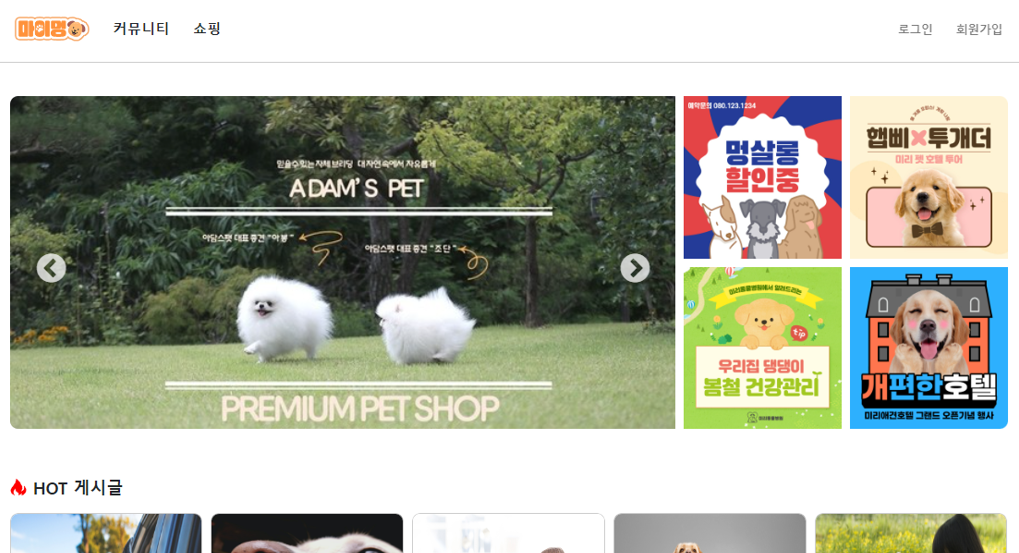 마이멍
커뮤니티
쇼핑
로그인
회원가입
믿을수있는자체브리딩 대자연속에서 자유롭게
ADAM'S PET
아담스펫 대표 종견 "아봉"
아담스펫 대표 종견 "조단"
PREMIUM PET SHOP
예약문의 080.123.1234
멍살롱
할인중
햅삐×투개더
미리 펫 호텔 투어
미리동물병원에서 알려드리는
우리집 댕댕이
봄철 건강관리
미리동물병원
개편한호텔
미리애견호텔 그랜드 오픈기념 행사
HOT 게시글